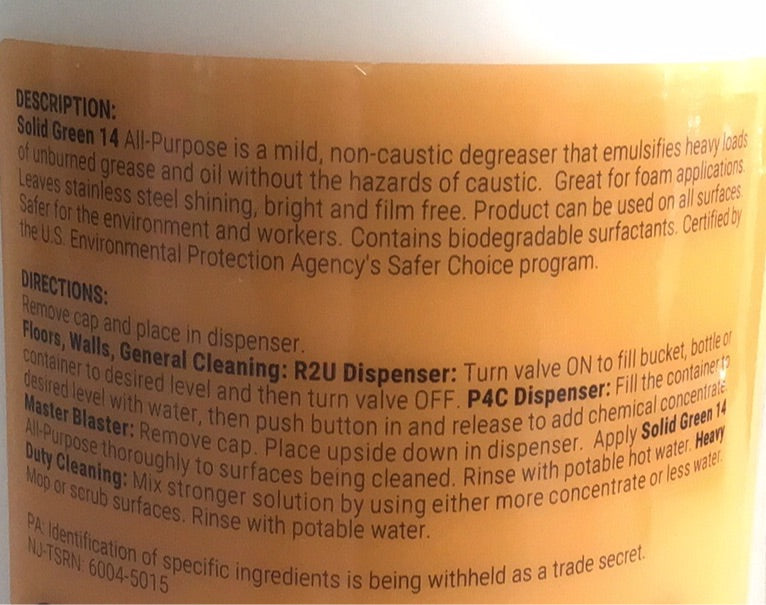 DESCRIPTION:
Solid Green 14 All-Purpose is a mild, non-caustic degreaser that emulsifies heavy loads
of unburned grease and oil without the hazards of caustic. Great for foam applications.
Leaves stainless steel shining, bright and film free. Product can be used on all surfaces.
Safer for the environment and workers. Contains biodegradable surfactants. Certified by
the U.S. Environmental Protection Agency's Safer Choice program.
DIRECTIONS:
Remove cap and place in dispenser.
Floors, Walls, General Cleaning: R2U Dispenser: Turn valve ON to fill bucket, bottle or
container to desired level and then turn valve OFF. P4C Dispenser: Fill the container to
desired level with water, then push button in and release to add chemical concentrate.
Master Blaster: Remove cap. Place upside down in dispenser. Apply Solid Green 14
All-Purpose thoroughly to surfaces being cleaned. Rinse with potable hot water. Heavy
Duty Cleaning: Mix stronger solution by using either more concentrate or less water.
Mop or scrub surfaces. Rinse with potable water.
PA: Identification of specific ingredients is being withheld as a trade secret.
NJ-TSRN: 6004-5015